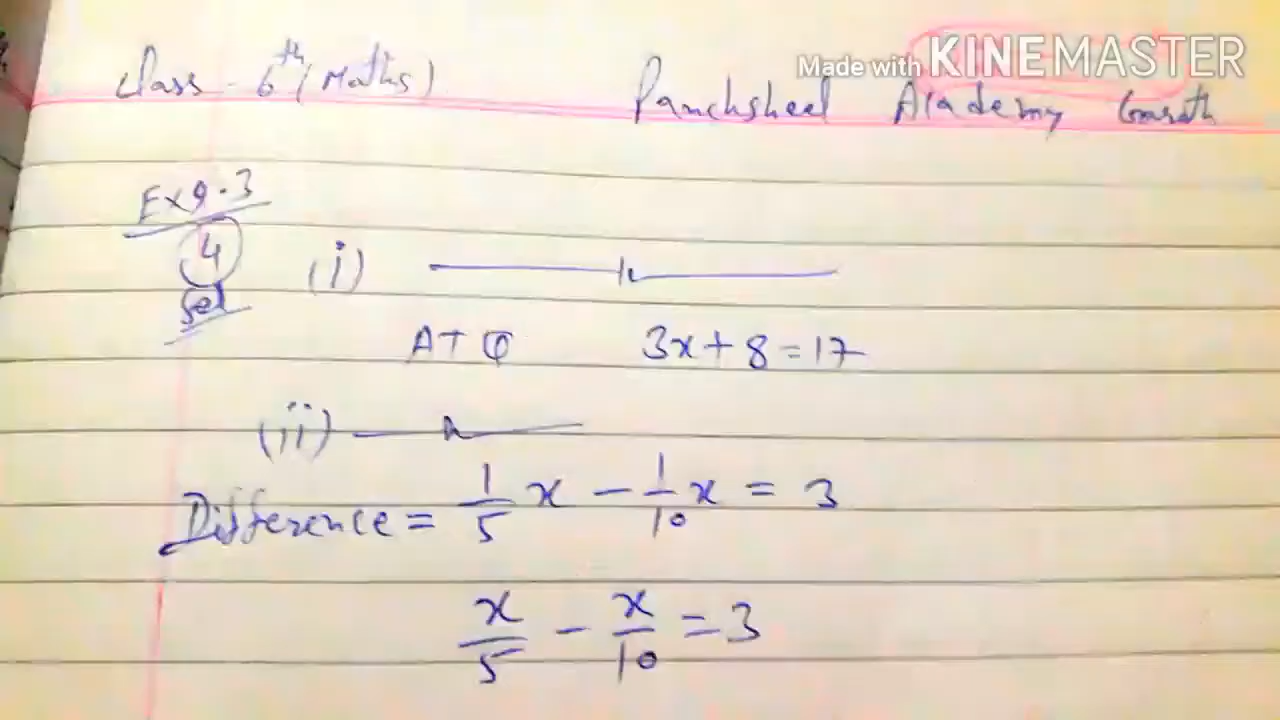 Made with KINEMASTER
Class - 6th (Maths)
Panchsheel Academy
Ex 9.3
4 (i)
Sol
ATQ 3x + 8 = 17
(ii)
Difference = 1/5 x - 1/10 x = 3
x/5 - x/10 = 3